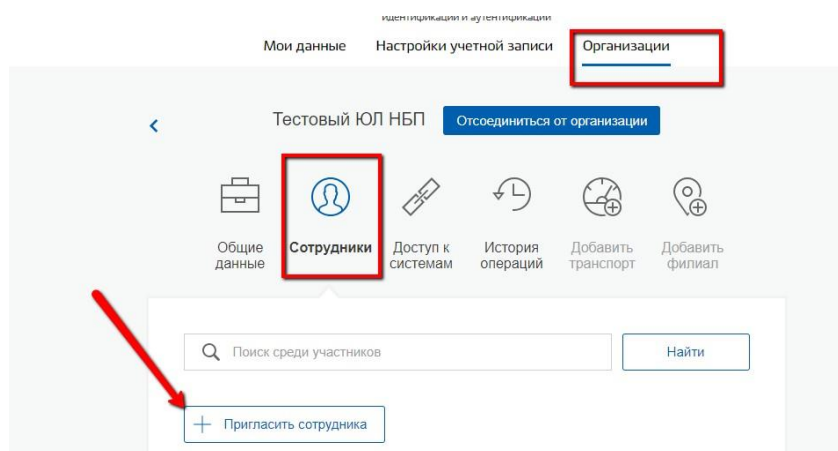 идентификации и аутентификации
Мои данные Настройки учетной записи Организации
Тестовый ЮЛ НБП Отсоединиться от организации
Общие данные
Сотрудники
Доступ к системам
История операций
Добавить транспорт
Добавить филиал
Поиск среди участников Найти
Пригласить сотрудника